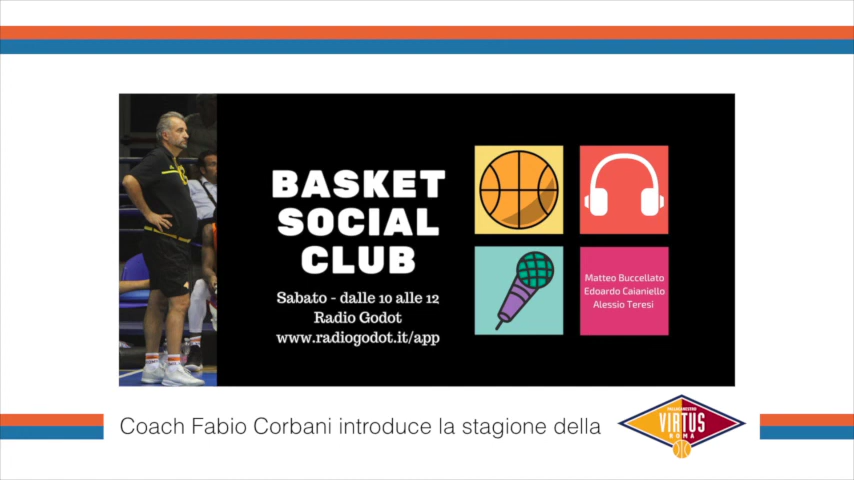 BASKET
SOCIAL
CLUB
Sabato - dalle 10 alle 12
Radio Godot
www.radiogodot.it/app
Matteo Buccellato
Edoardo Caianiello
Alessio Teresi
Coach Fabio Corbani introduce la stagione della
PALLACANESTRO
VIRTUS
ROMA